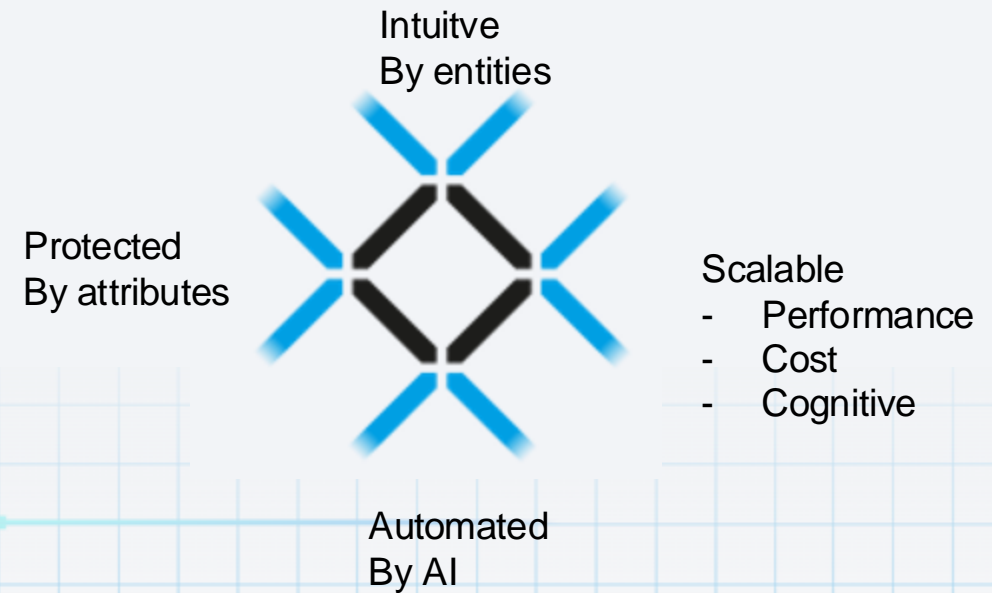 Intuitve
By entities
Protected
By attributes
Scalable
- Performance
- Cost
- Cognitive
Automated
By AI